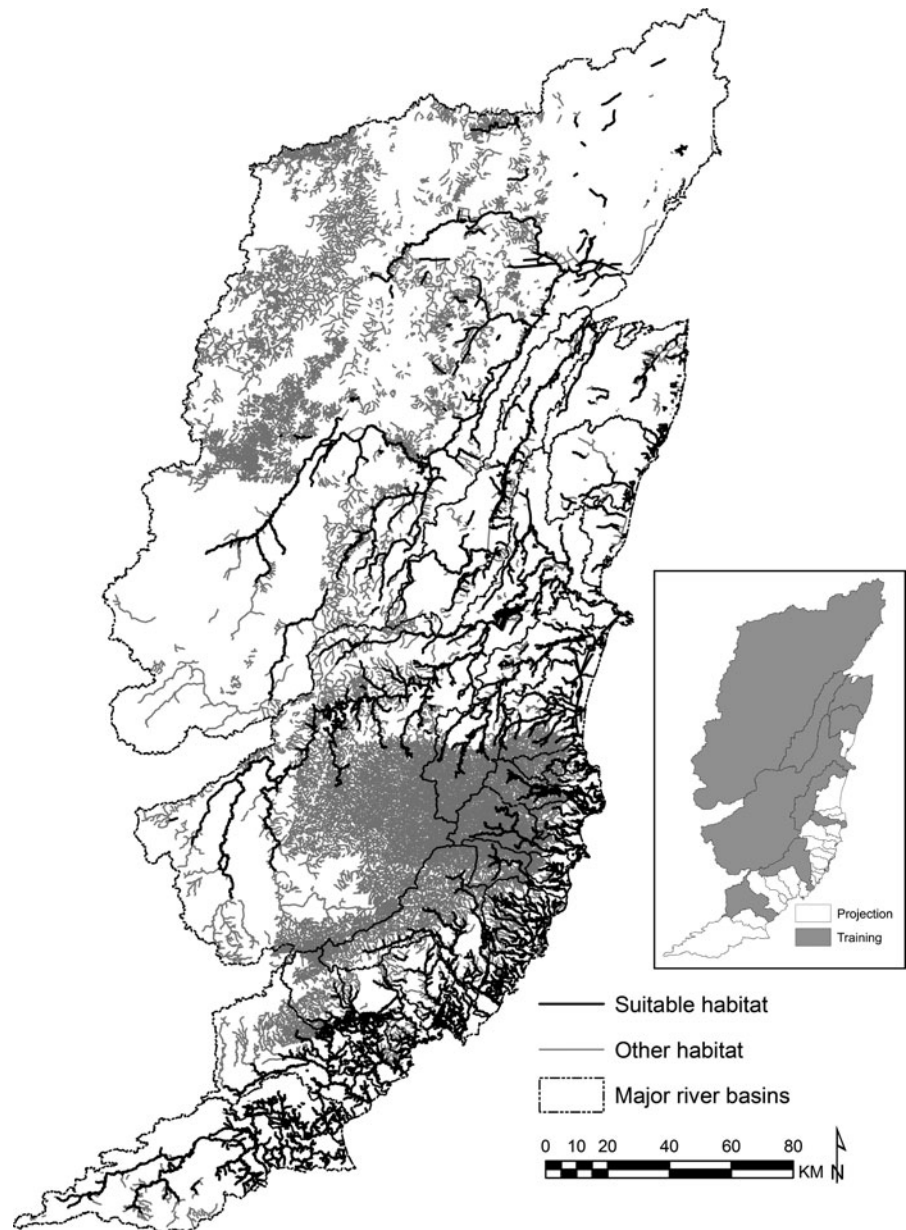 Projection
Training
Suitable habitat
Other habitat
Major river basins
0 10 20 40 60 80
KM N